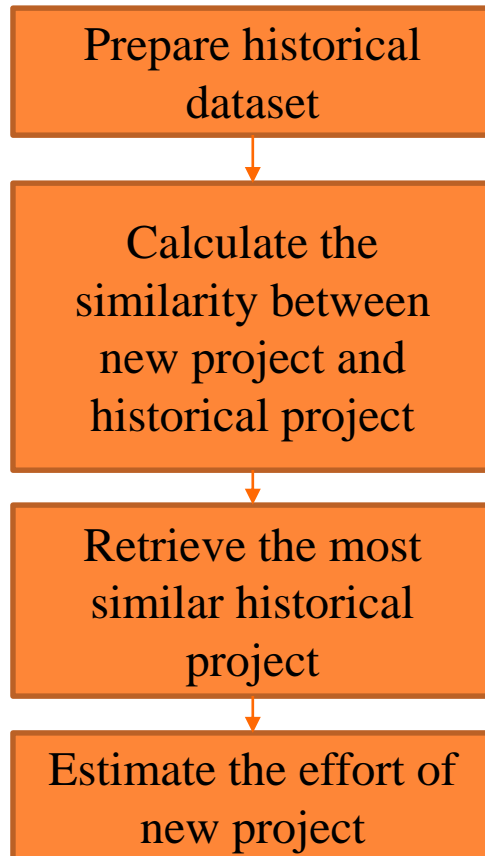 Prepare historical
dataset
Calculate the
similarity between
new project and
historical project
Retrieve the most
similar historical
project
Estimate the effort of
new project